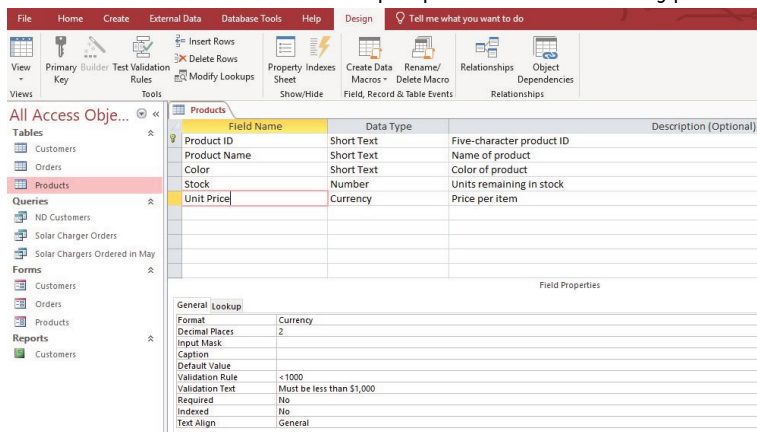 File Home Create External Data Database Tools Help Design Tell me what you want to do
View
Primary Key
Builder
Test Validation Rules
Insert Rows
Delete Rows
Modify Lookups
Property Sheet
Indexes
Create Data Macros
Rename/ Delete Macro
Relationships
Object Dependencies
Views Tools Show/Hide Field, Record & Table Events Relationships
All Access Obje...
Tables
Customers
Orders
Products
Queries
ND Customers
Solar Charger Orders
Solar Chargers Ordered in May
Forms
Customers
Orders
Products
Reports
Customers
Products
Field Name Data Type Description (Optional)
Product ID Short Text Five-character product ID
Product Name Short Text Name of product
Color Short Text Color of product
Stock Number Units remaining in stock
Unit Price Currency Price per item
Field Properties
General Lookup
Format Currency
Decimal Places 2
Input Mask
Caption
Default Value
Validation Rule <1000
Validation Text Must be less than $1,000
Required No
Indexed No
Text Align General